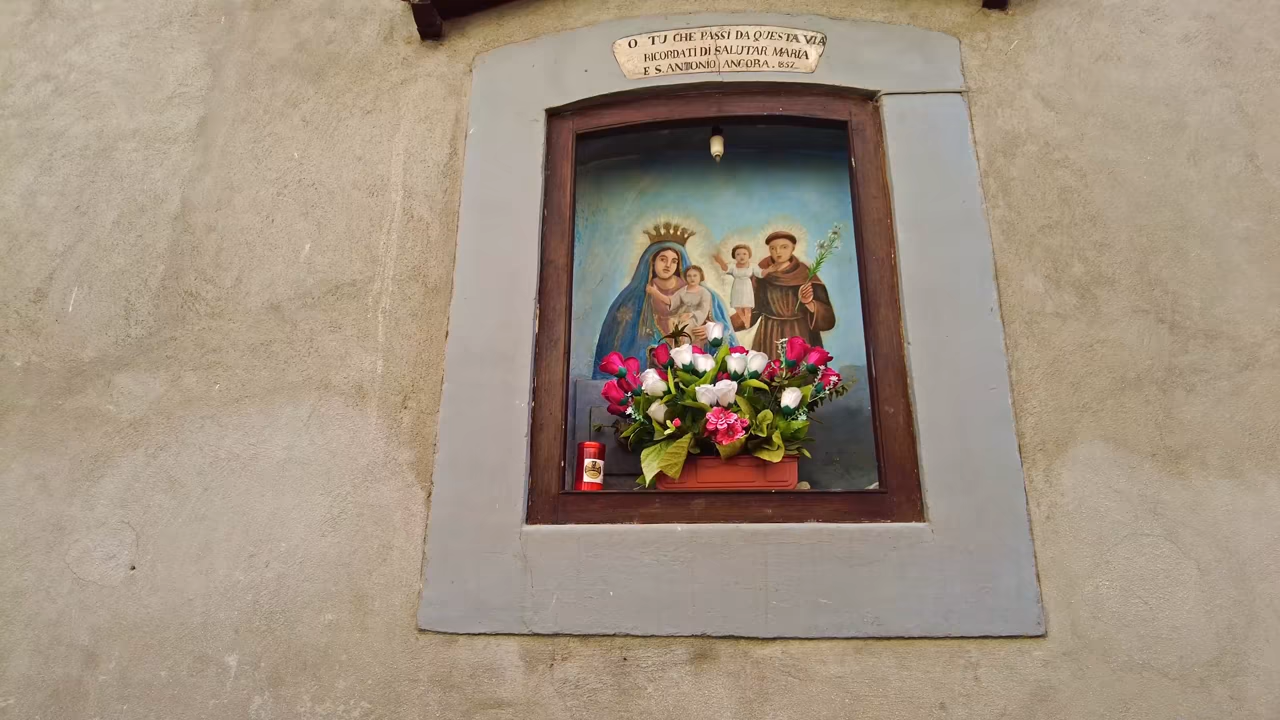 O TU CHE PASSI DA QUESTA VIA
RICORDATI DI SALUTAR MARIA
E S. ANTONIO ANCORA. 1857